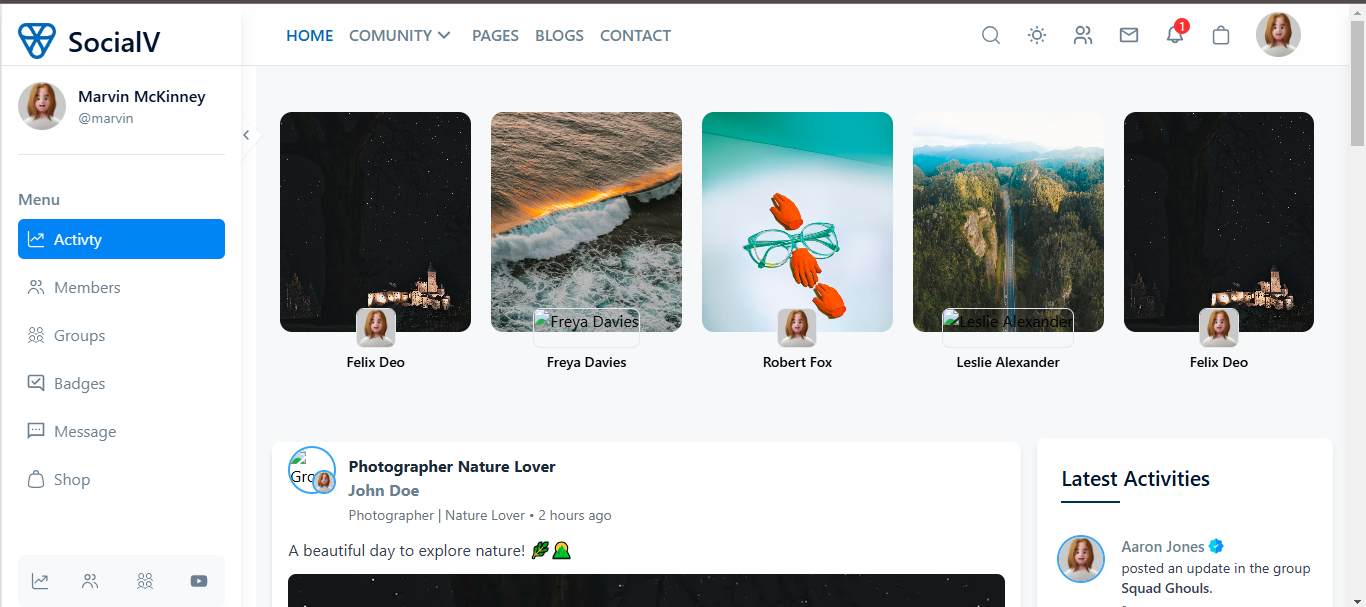 SocialV
HOME COMUNITY PAGES BLOGS CONTACT
1
Marvin McKinney
@marvin
Menu
Activty
Members
Groups
Badges
Message
Shop
Freya Davies
Leslie Alexander
Felix Deo
Freya Davies
Robert Fox
Leslie Alexander
Felix Deo
Gro
Photographer Nature Lover
John Doe
Photographer | Nature Lover • 2 hours ago
A beautiful day to explore nature! 🌿🏞️
Latest Activities
Aaron Jones
posted an update in the group
Squad Ghouls.